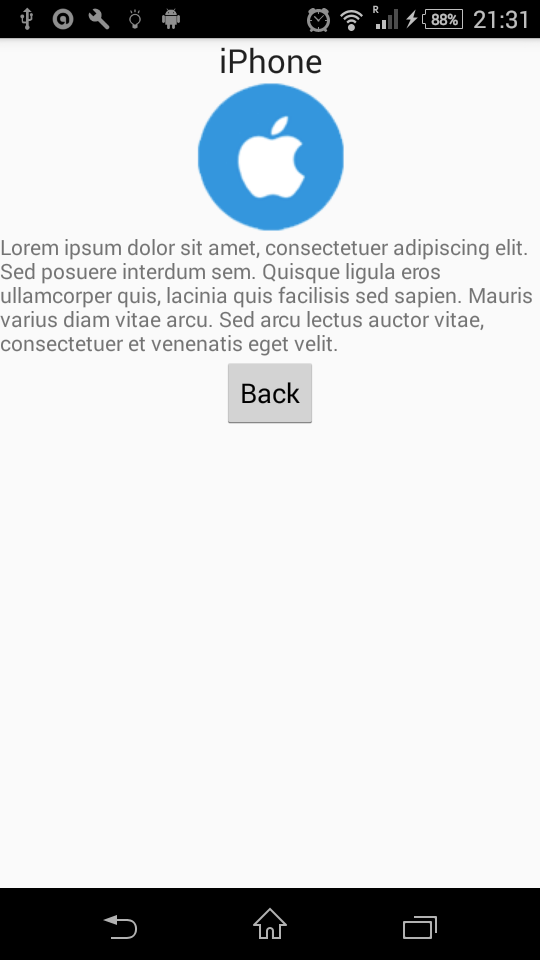 R 88% 21:31
iPhone
Lorem ipsum dolor sit amet, consectetuer adipiscing elit.
Sed posuere interdum sem. Quisque ligula eros
ullamcorper quis, lacinia quis facilisis sed sapien. Mauris
varius diam vitae arcu. Sed arcu lectus auctor vitae,
consectetuer et venenatis eget velit.
Back